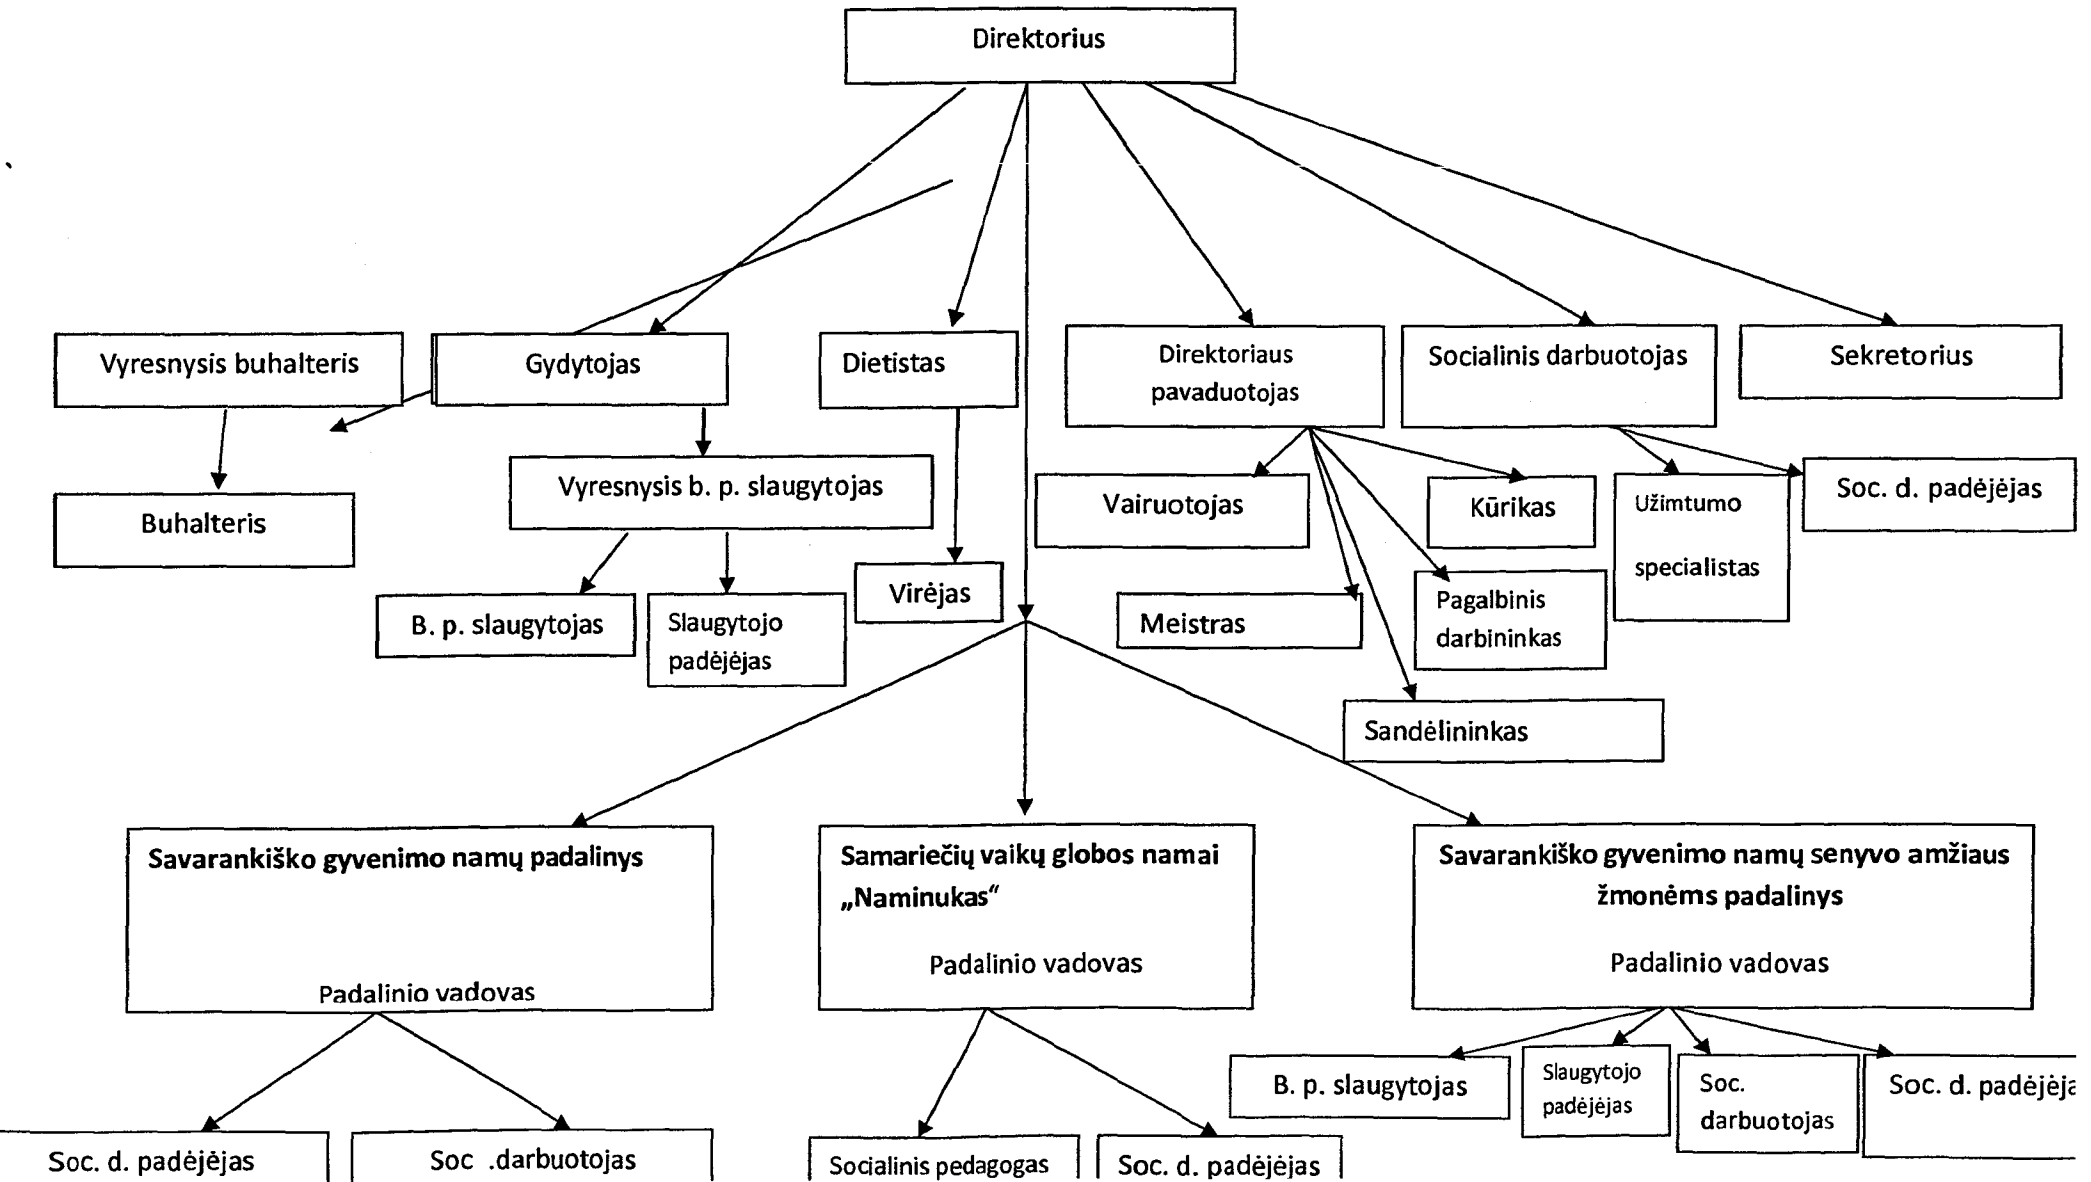 Direktorius
Vyresnysis buhalteris
Gydytojas
Dietistas
Direktoriaus
pavaduotojas
Socialinis darbuotojas
Sekretorius
Buhalteris
Vyresnysis b. p. slaugytojas
Vairuotojas
Kūrikas
Užimtumo
specialistas
Soc. d. padėjėjas
B. p. slaugytojas
Slaugytojo
padėjėjas
Virėjas
Meistras
Pagalbinis
darbininkas
Sandėlininkas
Savarankiško gyvenimo namų padalinys
Padalinio vadovas
Samariečių vaikų globos namai
„Naminukas“
Padalinio vadovas
Savarankiško gyvenimo namų senyvo amžiaus
žmonėms padalinys
Padalinio vadovas
Soc. d. padėjėjas
Soc .darbuotojas
Socialinis pedagogas
Soc. d. padėjėjas
B. p. slaugytojas
Slaugytojo
padėjėjas
Soc.
darbuotojas
Soc. d. padėjėja